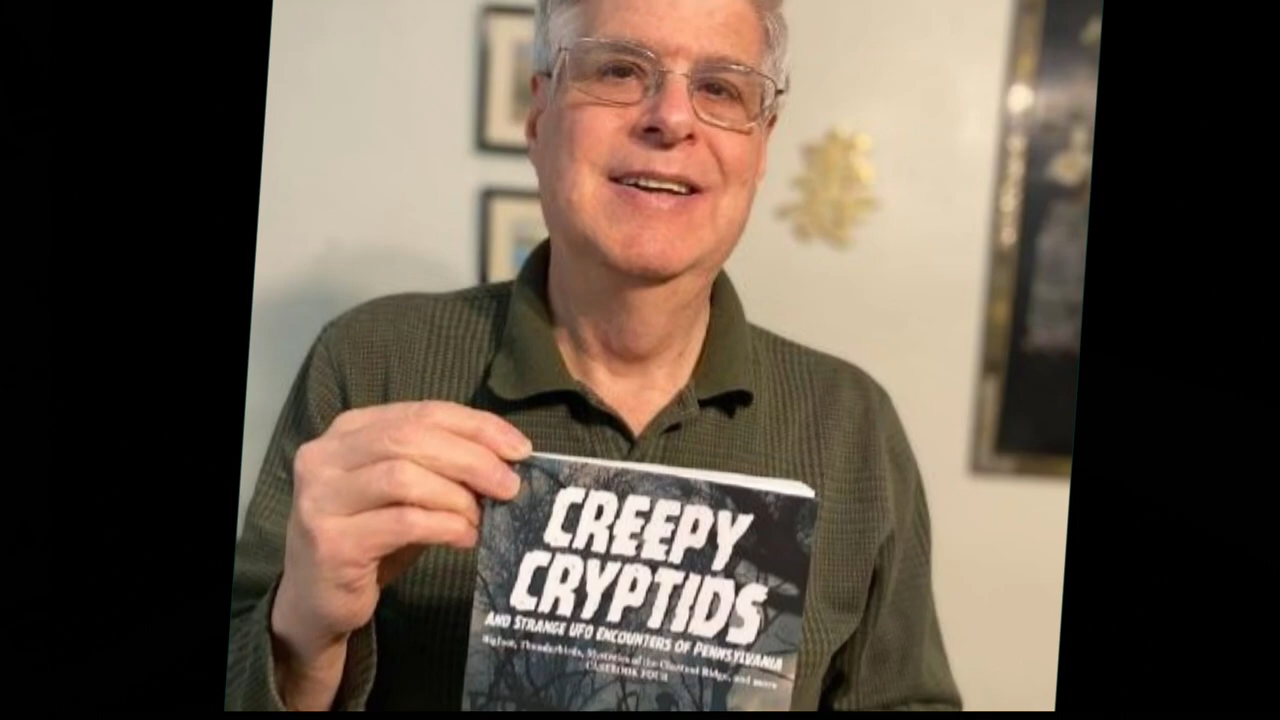 CREEPY
CRYPTIDS
AND STRANGE UFO ENCOUNTERS OF PENNSYLVANIA
Bigfoot, Thunderbirds, Mysteries of the Chestnut Ridge, and more
CASEBOOK FOUR